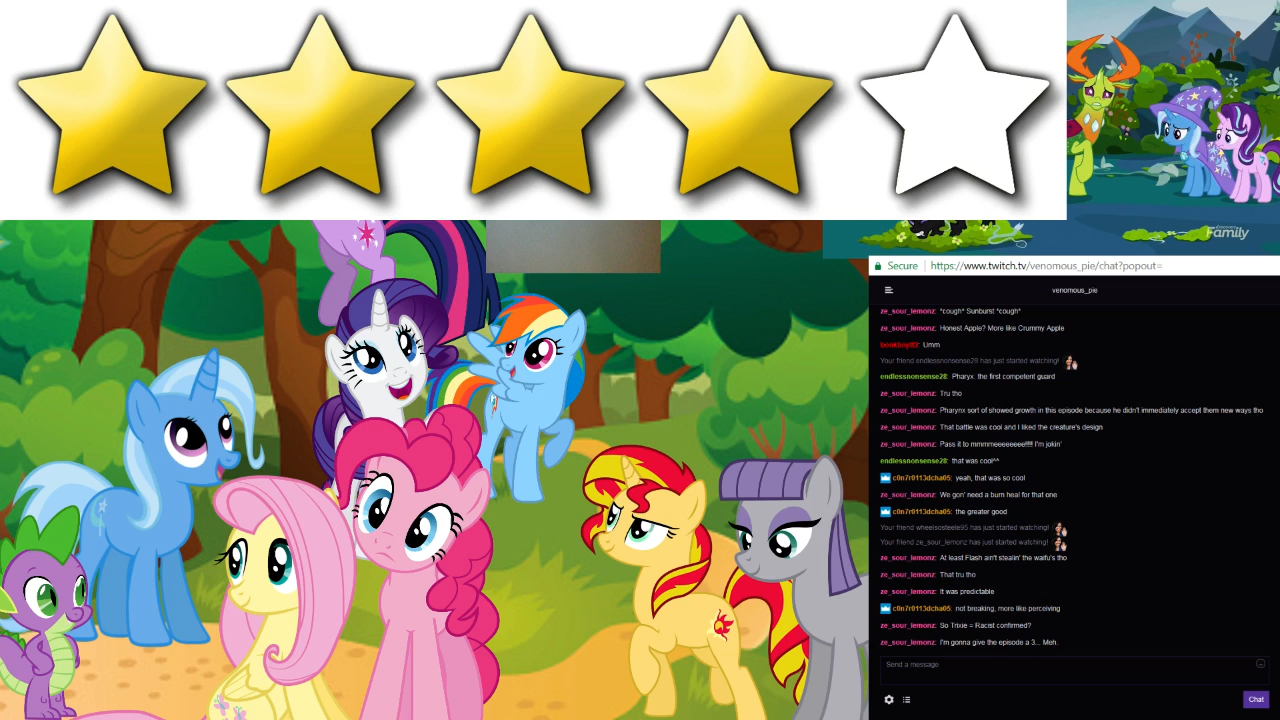 Family
Secure https://www.twitch.tv/venomous_pie/chat?popout=
venomous_pie
ze_sour_lemonz: *cough* Sunburst *cough*
ze_sour_lemonz: Honest Apple? More like Crummy Apple
Umm
Your friend endlessnonsense28 has just started watching!
endlessnonsense28: Pharyx. the first competent guard
ze_sour_lemonz: Tru tho
ze_sour_lemonz: Pharynx sort of showed growth in this episode because he didn't immediately accept them new ways tho
ze_sour_lemonz: That battle was cool and I liked the creature's design
ze_sour_lemonz: Pass it to mmmmeeeeeeee!!!!! I'm jokin'
endlessnonsense28: that was cool^^
c0n7r0113dcha05: yeah, that was so cool
ze_sour_lemonz: We gon' need a burn heal for that one
c0n7r0113dcha05: the greater good
Your friend wheelsosteele95 has just started watching!
Your friend ze_sour_lemonz has just started watching!
ze_sour_lemonz: At least Flash ain't stealin' the waifu's tho
ze_sour_lemonz: That tru tho
ze_sour_lemonz: It was predictable
c0n7r0113dcha05: not breaking, more like perceiving
ze_sour_lemonz: So Trixie = Racist confirmed?
ze_sour_lemonz: I'm gonna give the episode a 3... Meh.
Send a message
Chat